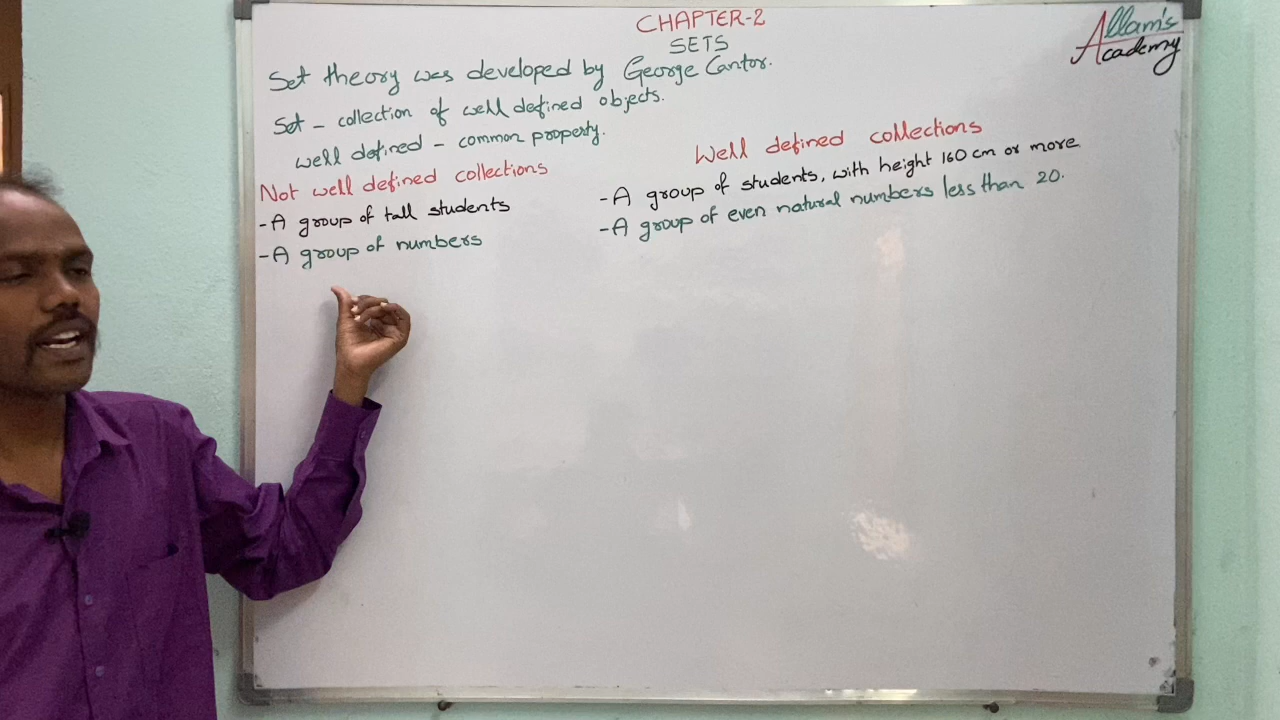 CHAPTER-2
SETS
Allam's
Academy
Set theory was developed by George Cantor.
Set - collection of well defined objects.
well defined - common property.
Not well defined collections
-A group of tall students
-A group of numbers
Well defined collections
-A group of students, with height 160 cm or more
-A group of even natural numbers less than 20.